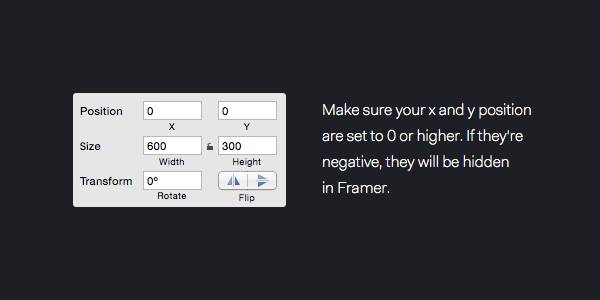 Position 0 0
X Y
Size 600 300
Width Height
Transform 0°
Rotate Flip
Make sure your x and y position
are set to 0 or higher. If they're
negative, they will be hidden
in Framer.